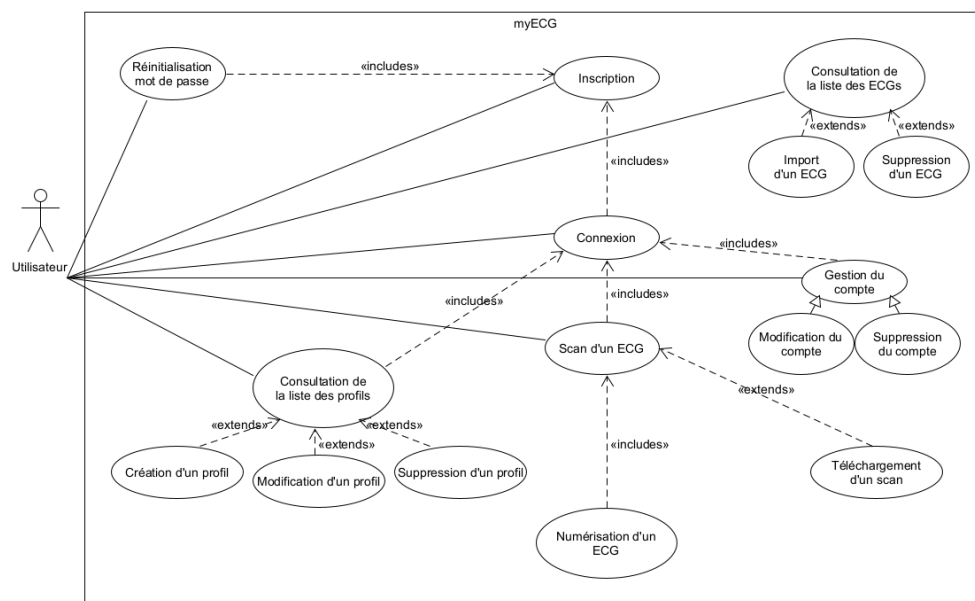 myECG
Réinitialisation
mot de passe
«includes»
Inscription
Consultation de
la liste des ECGs
«extends»
«extends»
Import
d'un ECG
Suppression
d'un ECG
«includes»
Utilisateur
Connexion
«includes»
Gestion du
compte
«includes»
«includes»
Modification du
compte
Suppression
du compte
Scan d'un ECG
Consultation de
la liste des profils
«extends»
«extends»
«extends»
«extends»
Création d'un profil
Modification d'un profil
Suppression d'un profil
«includes»
Téléchargement
d'un scan
Numérisation d'un
ECG